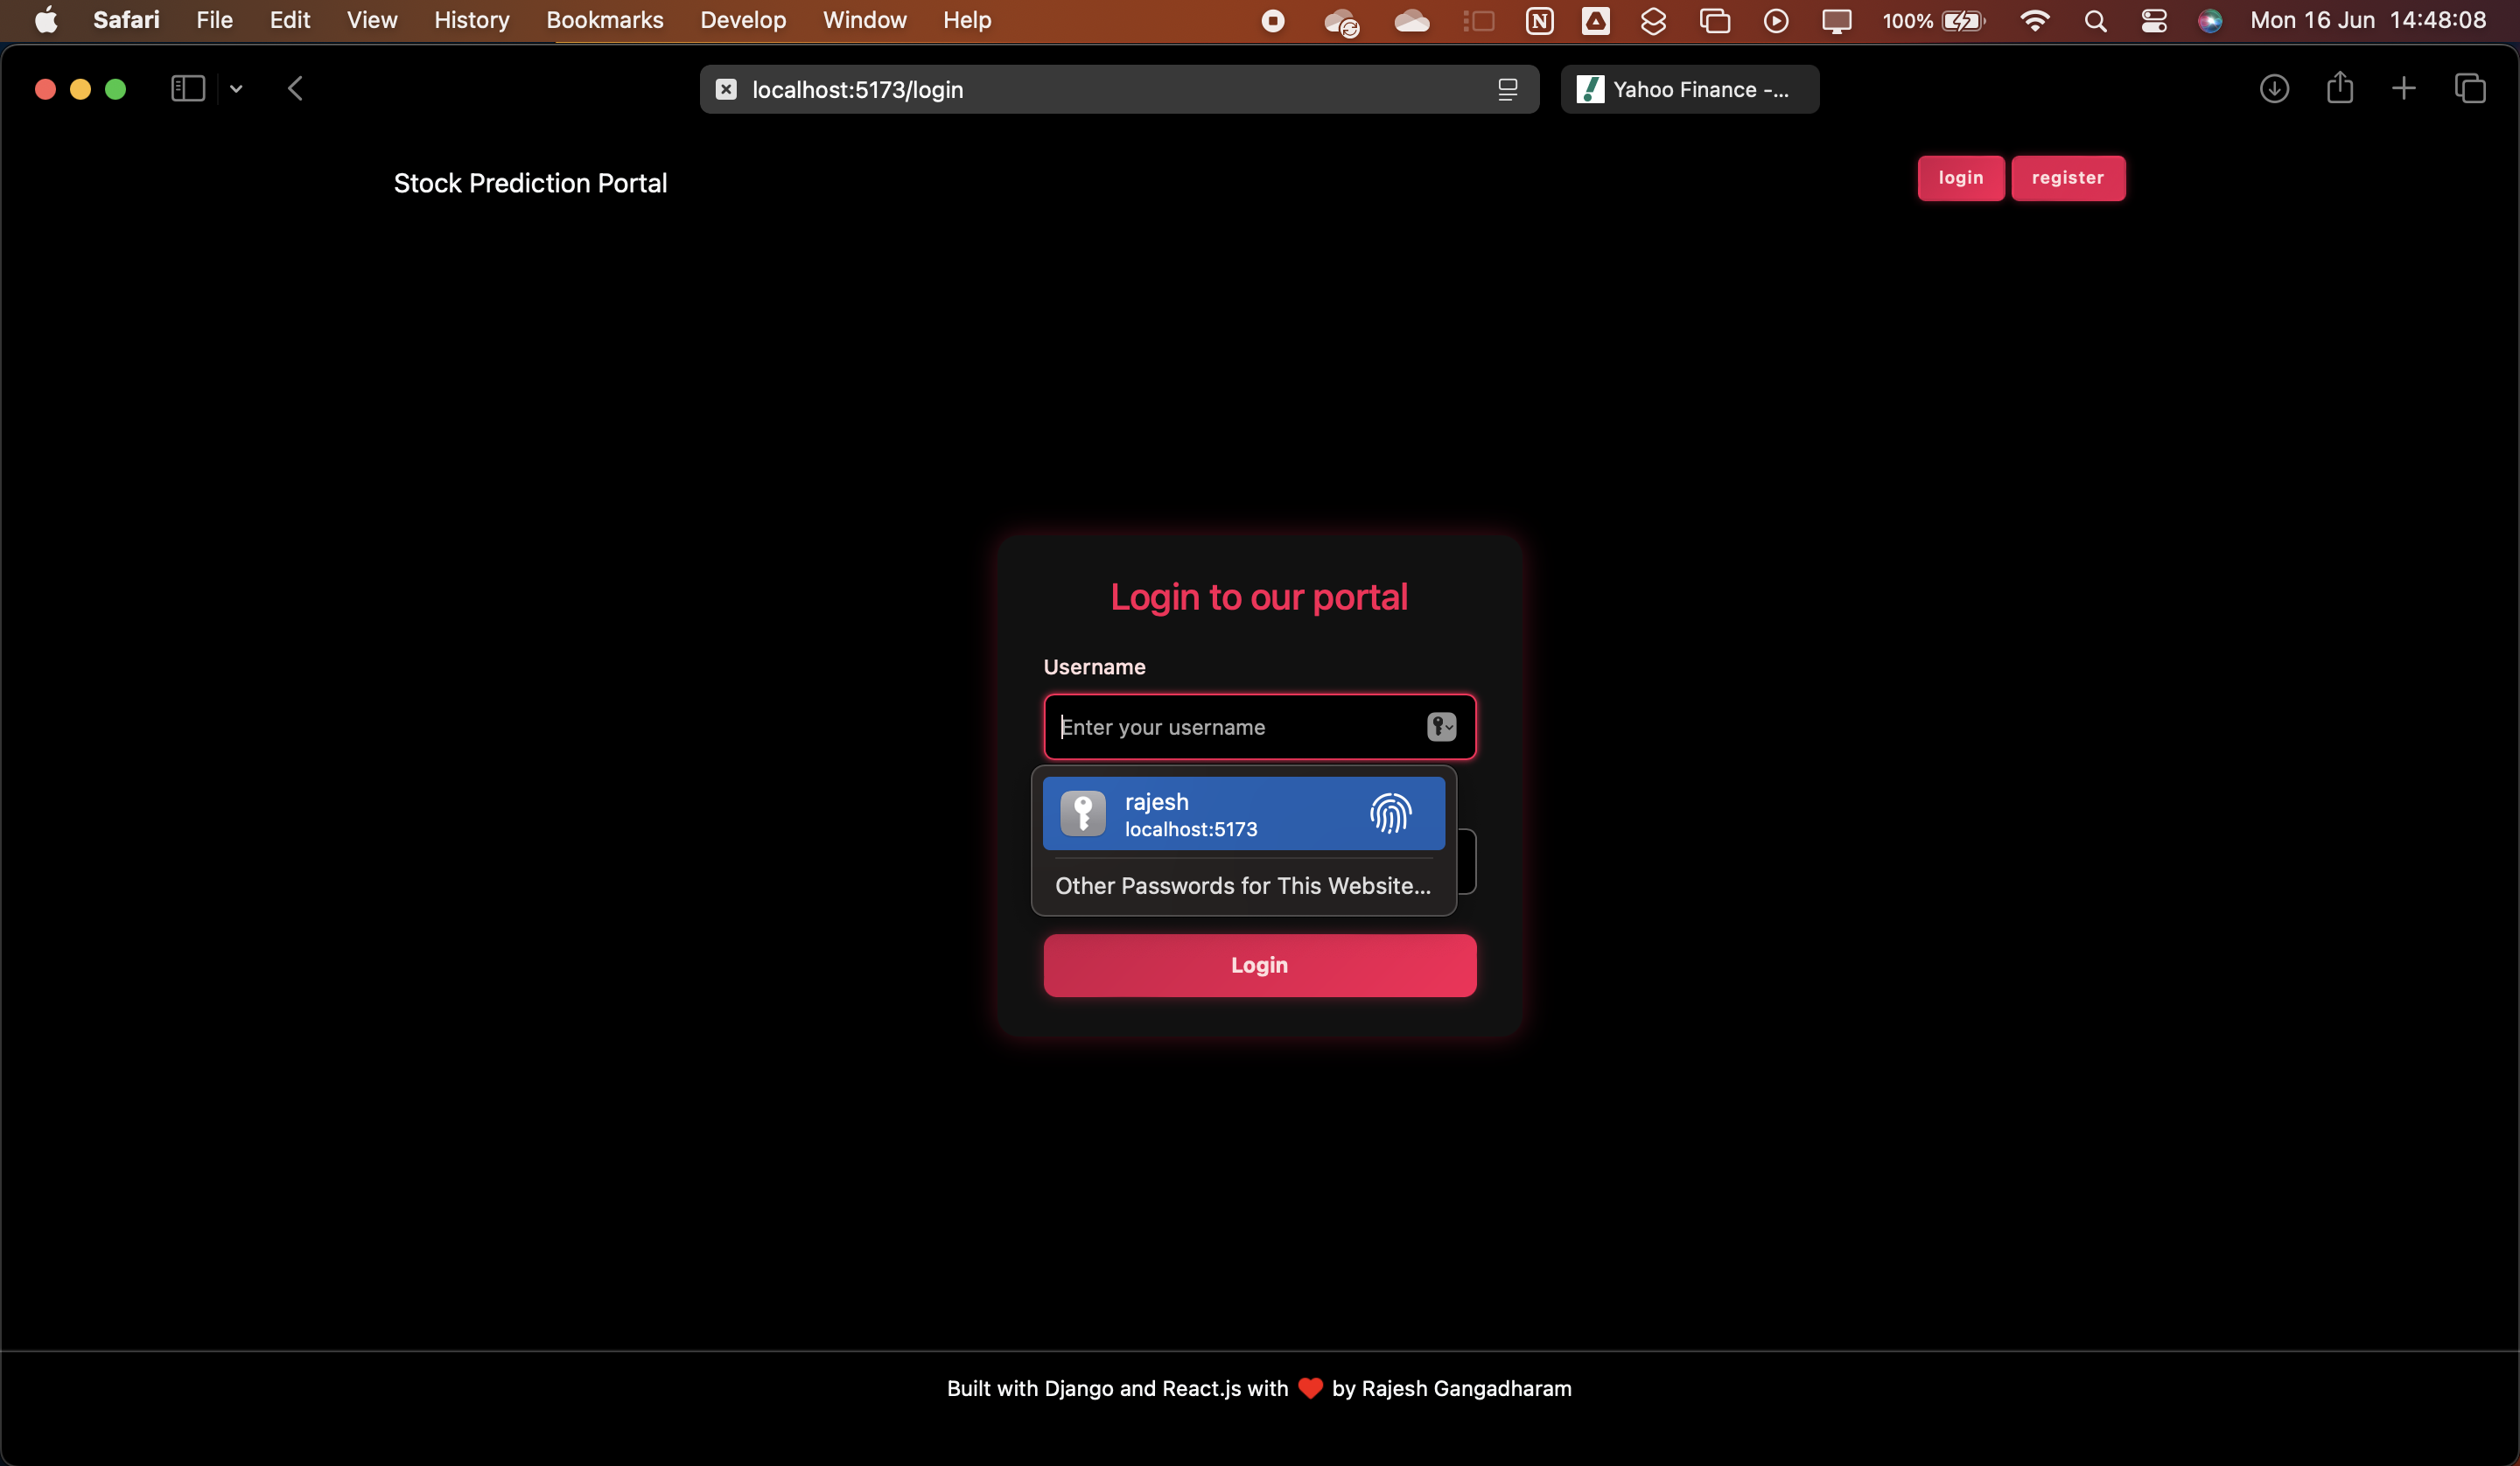 Safari File Edit View History Bookmarks Develop Window Help N 100% Mon 16 Jun 14:48:08
localhost:5173/login
Yahoo Finance -...
Stock Prediction Portal
login register
Login to our portal
Username
Enter your username
rajesh
localhost:5173
Other Passwords for This Website...
Login
Built with Django and React.js with ❤️ by Rajesh Gangadharam